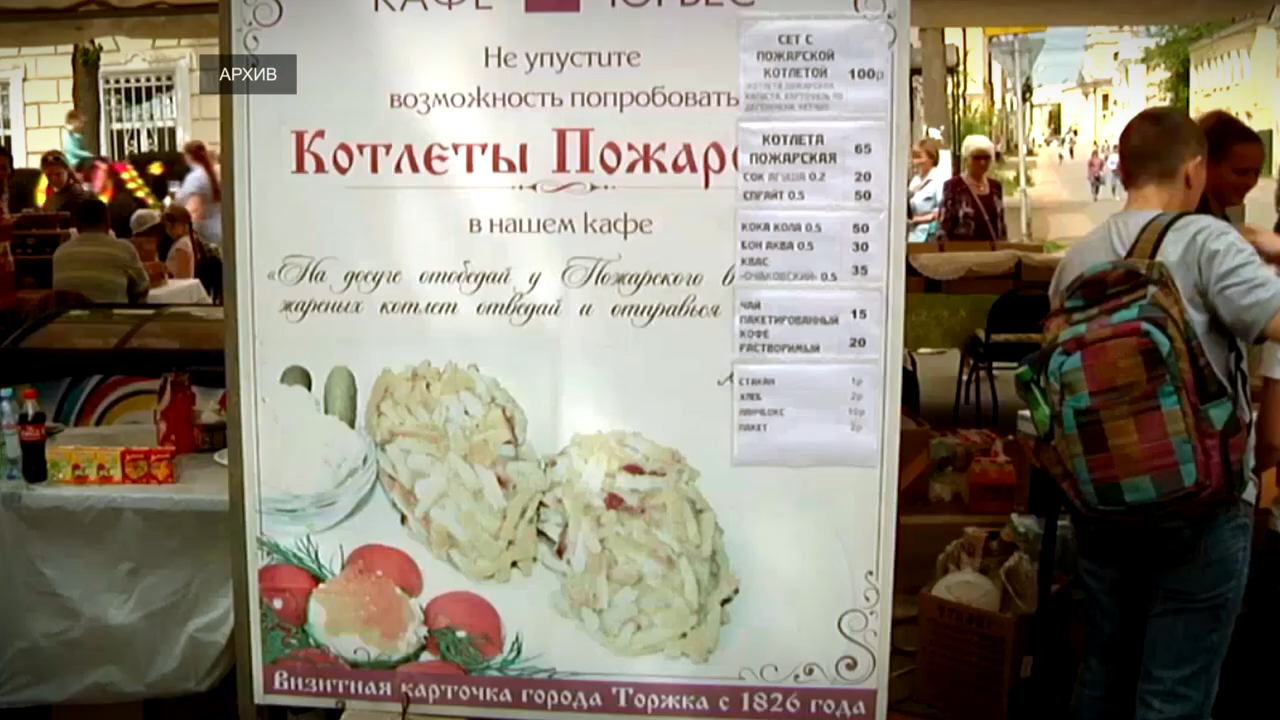 КАФЕ
АРХИВ
Не упустите
возможность попробовать
Котлеты Пожарс
в нашем кафе
«На досуге отобедай у Пожарского в
жареных котлет отведай и отправься
СЕТ С
ПОЖАРСКОЙ
КОТЛЕТОЙ 100р
КОТЛЕТА
ПОЖАРСКАЯ 65
СОК 0.2 20
СПРАЙТ 0.5 50
КОКА КОЛА 0.5 50
БОН АКВА 0.5 30
КВАС
«ОЧАКОВСКИЙ» 0.5 35
ЧАЙ
ПАКЕТИРОВАННЫЙ 15
КОФЕ
РАСТВОРИМЫЙ 20
СТАКАН 1р
ХЛЕБ 2р
ЛАНЧБОКС 10р
ПАКЕТ 2р
Визитная карточка города Торжка с 1826 года